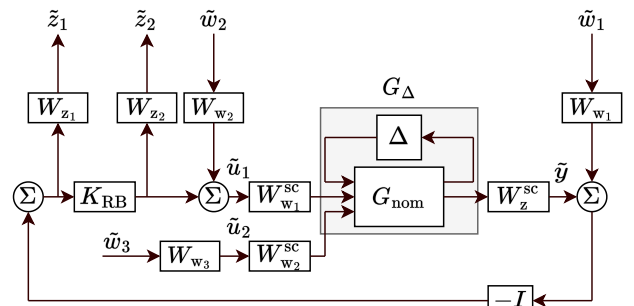 z̃₁ z̃₂ w̃₂ w̃₁
G_Δ
W_z₁ W_z₂ W_w₂ Δ W_w₁
Σ K_RB Σ ũ₁ W^sc_w₁ G_nom W^sc_z ỹ Σ
w̃₃ W_w₃ ũ₂ W^sc_w₂
−I